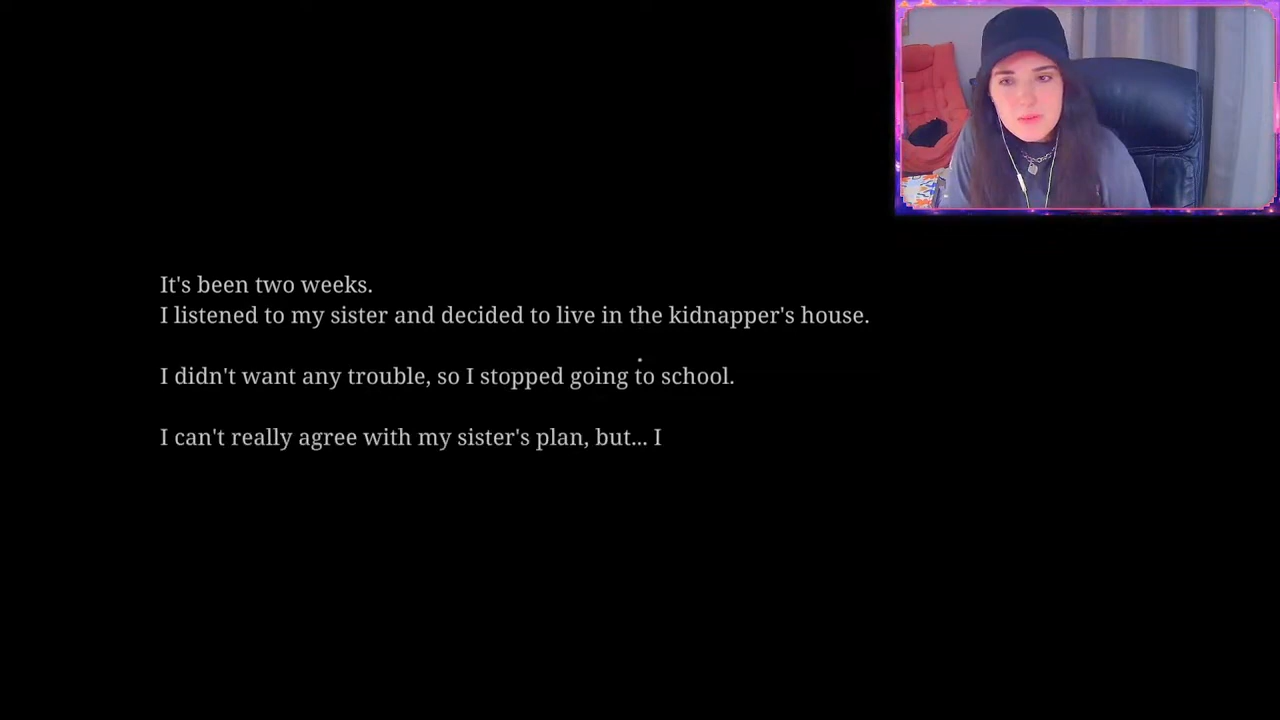 It's been two weeks.
I listened to my sister and decided to live in the kidnapper's house.
I didn't want any trouble, so I stopped going to school.
I can't really agree with my sister's plan, but... I